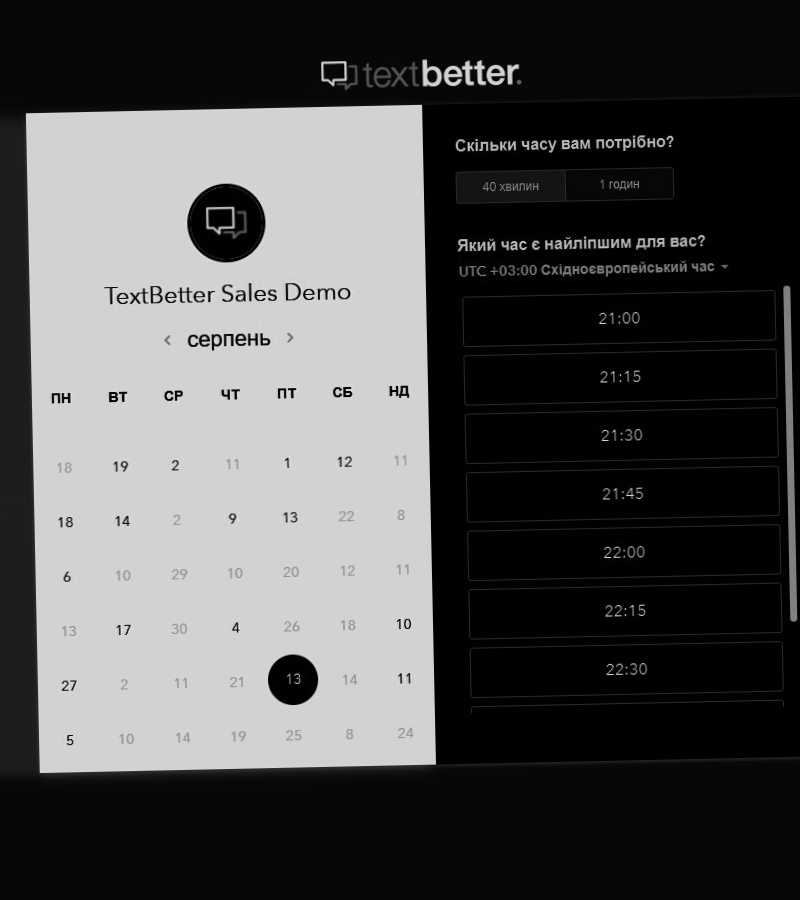 textbetter.
TextBetter Sales Demo
‹ серпень ›
ПН ВТ СР ЧТ ПТ СБ НД
18 19 2 11 1 12 11
18 14 2 9 13 22 8
6 10 29 10 20 12 11
13 17 30 4 26 18 10
27 2 11 21 13 14 11
5 10 14 19 25 8 24
Скільки часу вам потрібно?
40 хвилин 1 годин
Який час є найліпшим для вас?
UTC +03:00 Східноєвропейський час
21:00
21:15
21:30
21:45
22:00
22:15
22:30